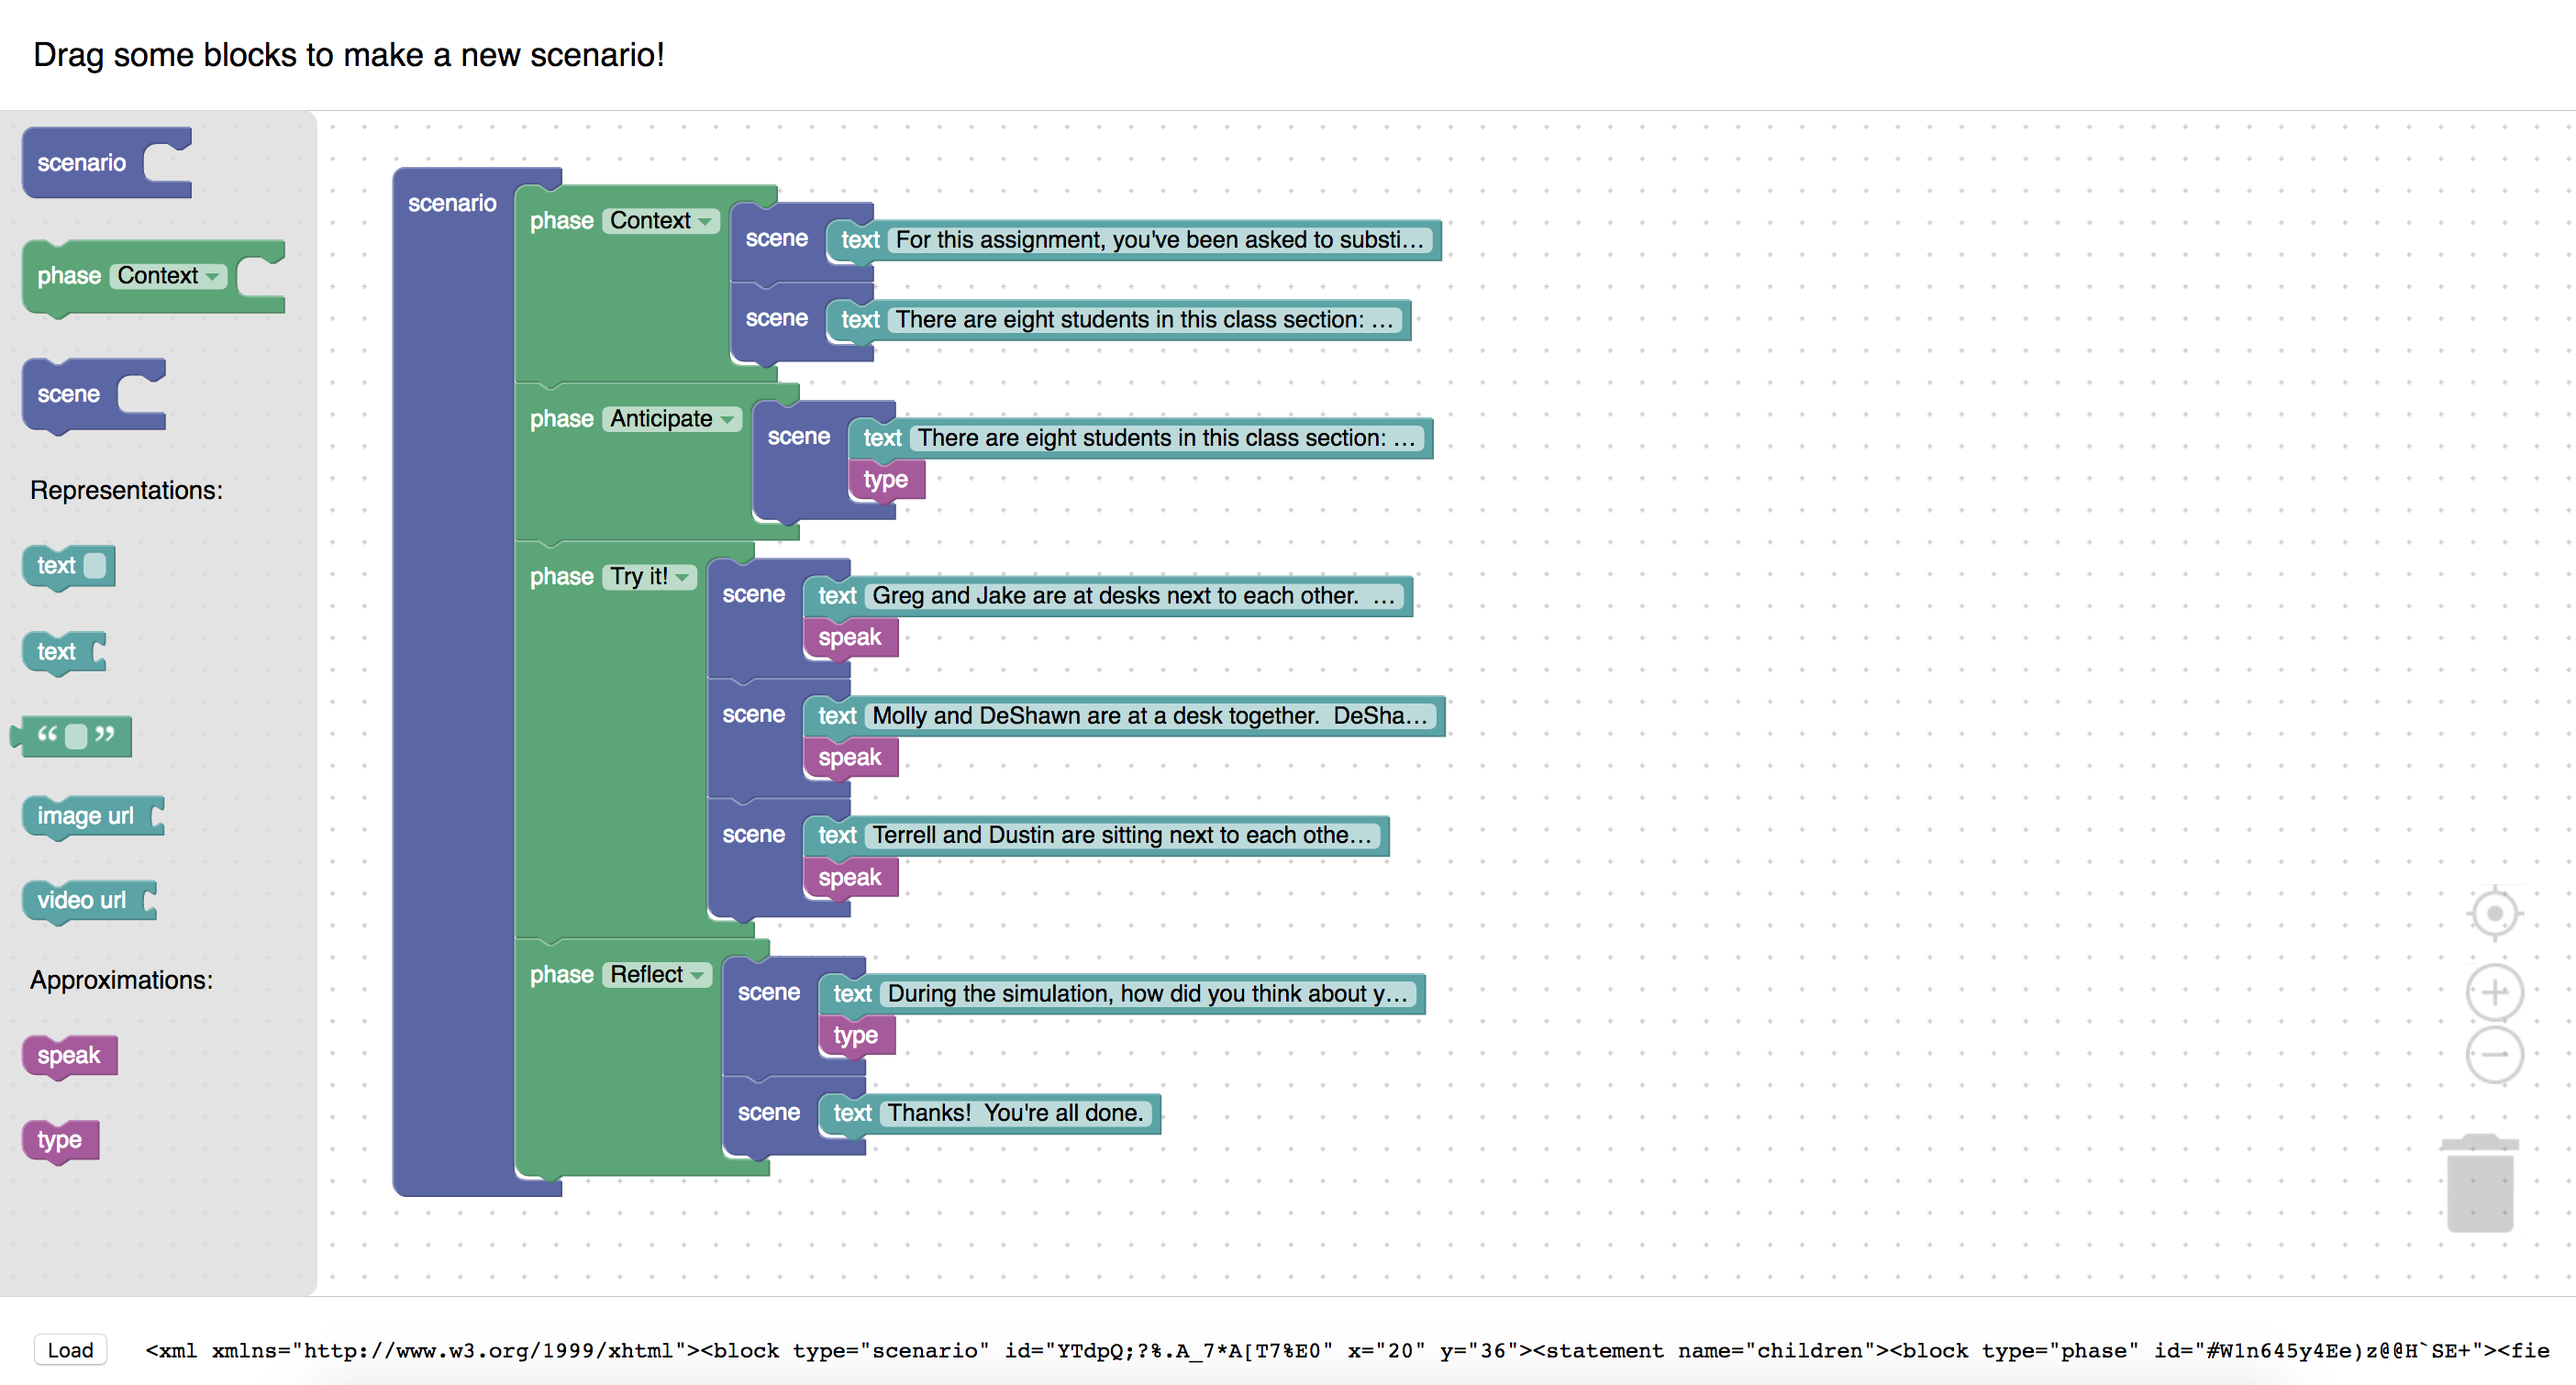 Drag some blocks to make a new scenario!
scenario
phase Context
scene
Representations:
text
text
“ ”
image url
video url
Approximations:
speak
type
scenario
phase Context
scene text For this assignment, you've been asked to substi...
scene text There are eight students in this class section: ...
phase Anticipate
scene text There are eight students in this class section: ...
type
phase Try it!
scene text Greg and Jake are at desks next to each other.  ...
speak
scene text Molly and DeShawn are at a desk together.  DeSha...
speak
scene text Terrell and Dustin are sitting next to each othe...
speak
phase Reflect
scene text During the simulation, how did you think about y...
type
scene text Thanks!  You're all done.
Load <xml xmlns="http://www.w3.org/1999/xhtml"><block type="scenario" id="YTdpQ;?%.A_7*A[T7%E0" x="20" y="36"><statement name="children"><block type="phase" id="#W1n645y4Ee)z@@H`SE+"><fie